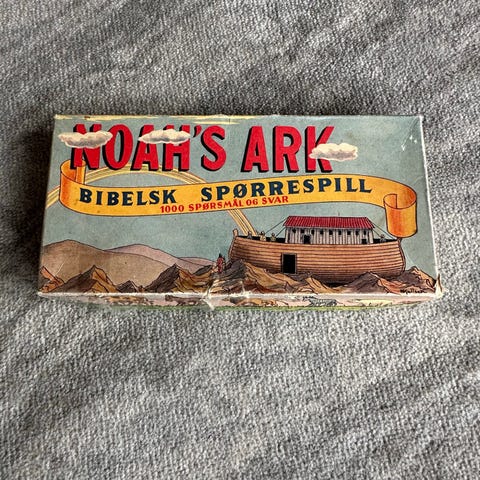 NOAH'S ARK
BIBELSK SPØRRESPILL
1000 SPØRSMÅL OG SVAR